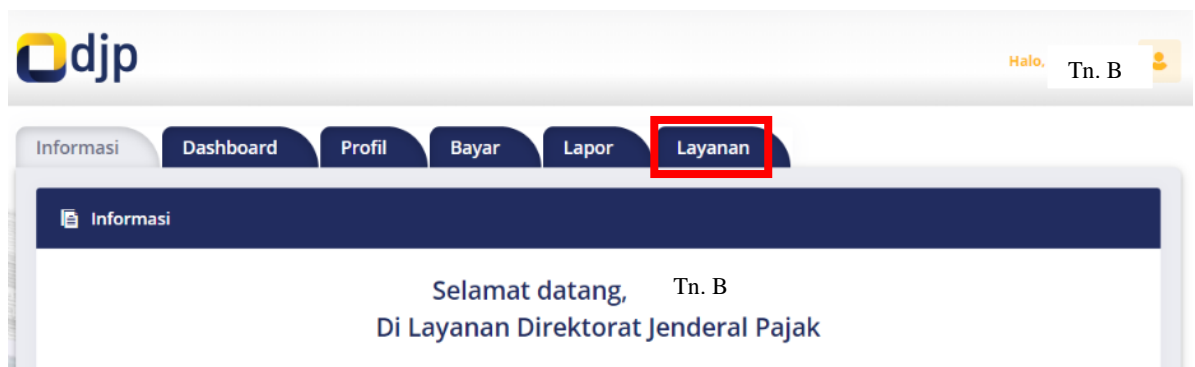 djp
Halo, Tn. B
Informasi Dashboard Profil Bayar Lapor Layanan
Informasi
Selamat datang, Tn. B
Di Layanan Direktorat Jenderal Pajak